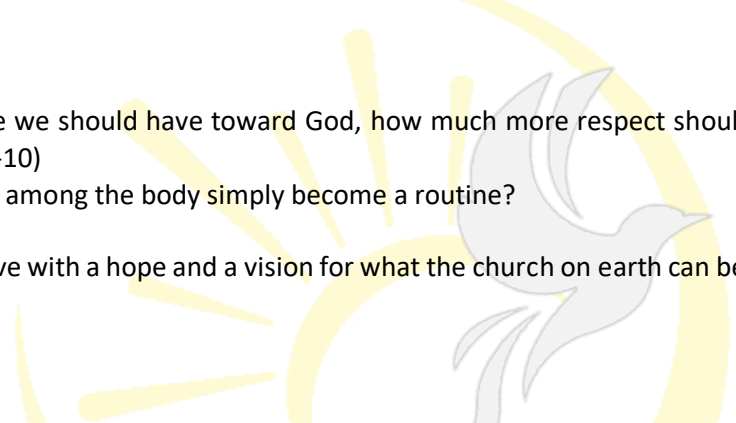 e we should have toward God, how much more respect shoul
-10)
among the body simply become a routine?
ve with a hope and a vision for what the church on earth can be